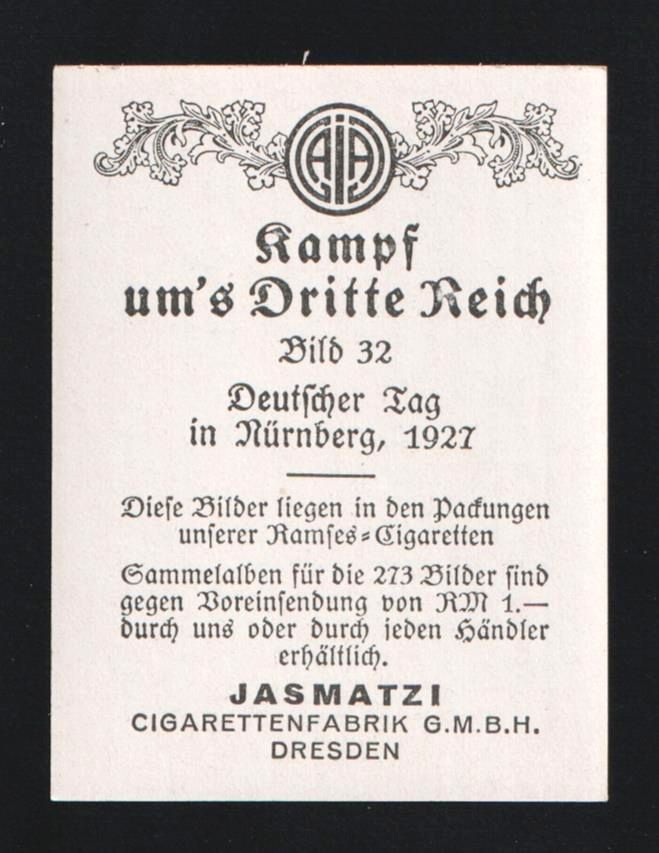 AJA
Kampf
um's Dritte Reich
Bild 32
Deutscher Tag
in Nürnberg, 1927
Diese Bilder liegen in den Packungen
unserer Ramses=Cigaretten
Sammelalben für die 273 Bilder sind
gegen Voreinsendung von RM 1.—
durch uns oder durch jeden Händler
erhältlich.
JASMATZI
CIGARETTENFABRIK G.M.B.H.
DRESDEN